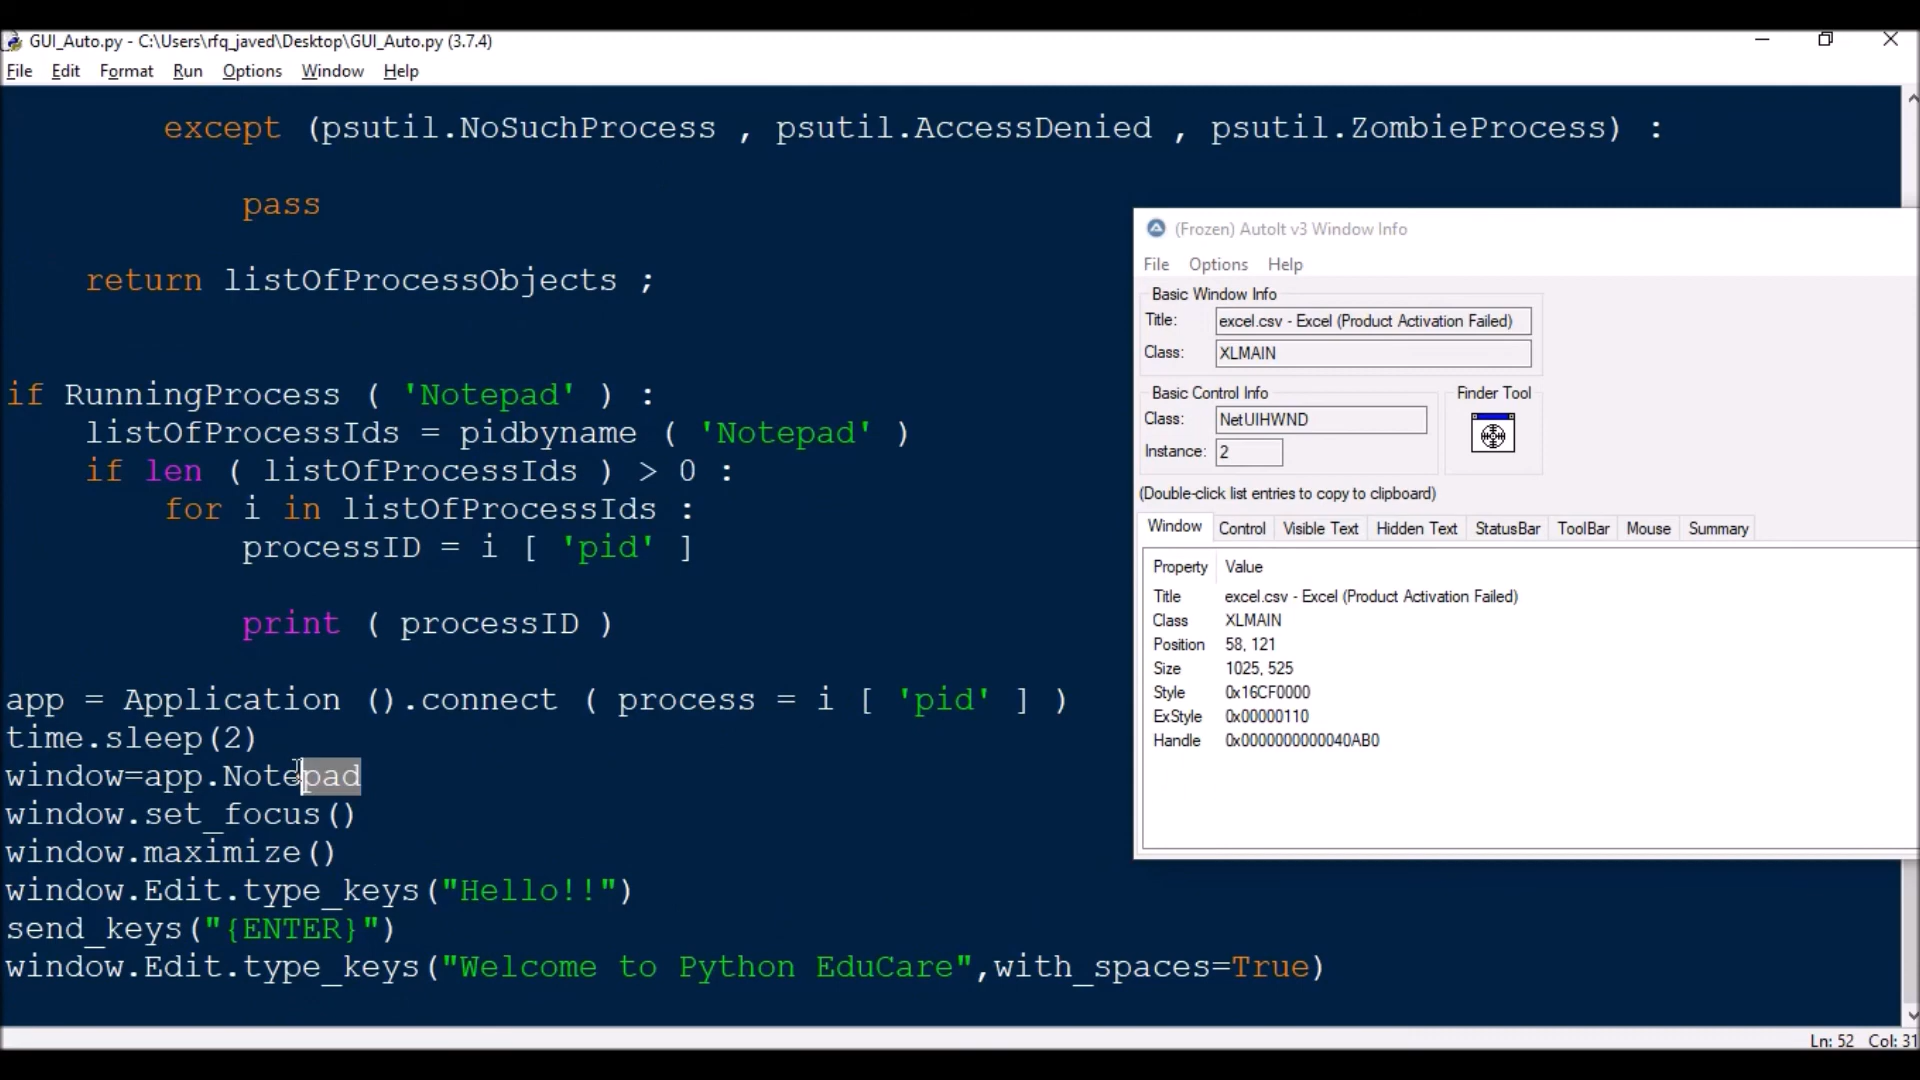 GUI_Auto.py - C:\Users\rfq_javed\Desktop\GUI_Auto.py (3.7.4)
File Edit Format Run Options Window Help
except (psutil.NoSuchProcess , psutil.AccessDenied , psutil.ZombieProcess) :
pass
return listOfProcessObjects ;
if RunningProcess ( 'Notepad' ) :
listOfProcessIds = pidbyname ( 'Notepad' )
if len ( listOfProcessIds ) > 0 :
for i in listOfProcessIds :
processID = i [ 'pid' ]
print ( processID )
app = Application ().connect ( process = i [ 'pid' ] )
time.sleep(2)
window=app.Notepad
window.set_focus()
window.maximize()
window.Edit.type_keys("Hello!!")
send_keys("{ENTER}")
window.Edit.type_keys("Welcome to Python EduCare",with_spaces=True)
(Frozen) AutoIt v3 Window Info
File Options Help
Basic Window Info
Title: excel.csv - Excel (Product Activation Failed)
Class: XLMAIN
Basic Control Info
Class: NetUIHWND
Instance: 2
Finder Tool
(Double-click list entries to copy to clipboard)
Window Control Visible Text Hidden Text StatusBar ToolBar Mouse Summary
Property Value
Title excel.csv - Excel (Product Activation Failed)
Class XLMAIN
Position 58, 121
Size 1025, 525
Style 0x16CF0000
ExStyle 0x00000110
Handle 0x0000000000040AB0
Ln: 52 Col: 31